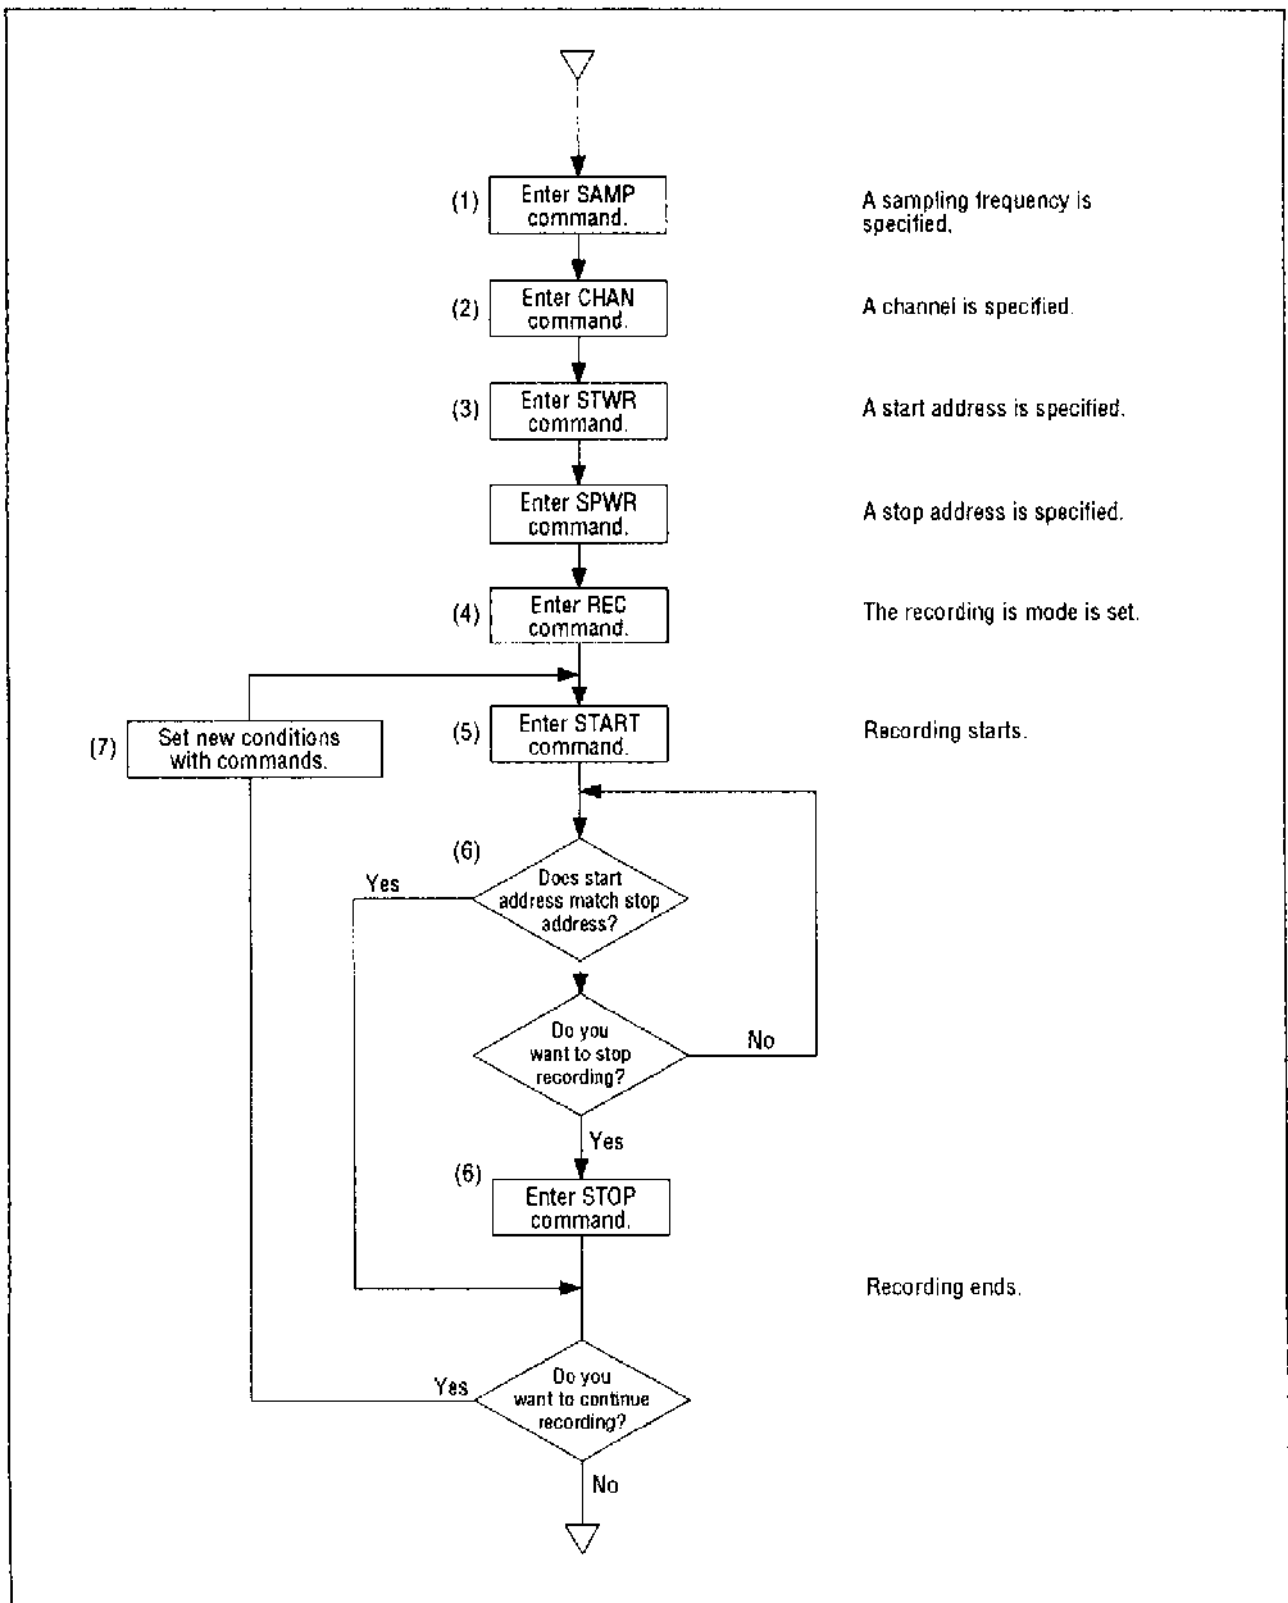 (1)
Enter SAMP
command.
A sampling frequency is
specified.
(2)
Enter CHAN
command.
A channel is specified.
(3)
Enter STWR
command.
A start address is specified.
Enter SPWR
command.
A stop address is specified.
(4)
Enter REC
command.
The recording is mode is set.
(7)
Set new conditions
with commands.
(5)
Enter START
command.
Recording starts.
(6)
Yes
Does start
address match stop
address?
Do you
want to stop
recording?
No
Yes
(6)
Enter STOP
command.
Recording ends.
Yes
Do you
want to continue
recording?
No